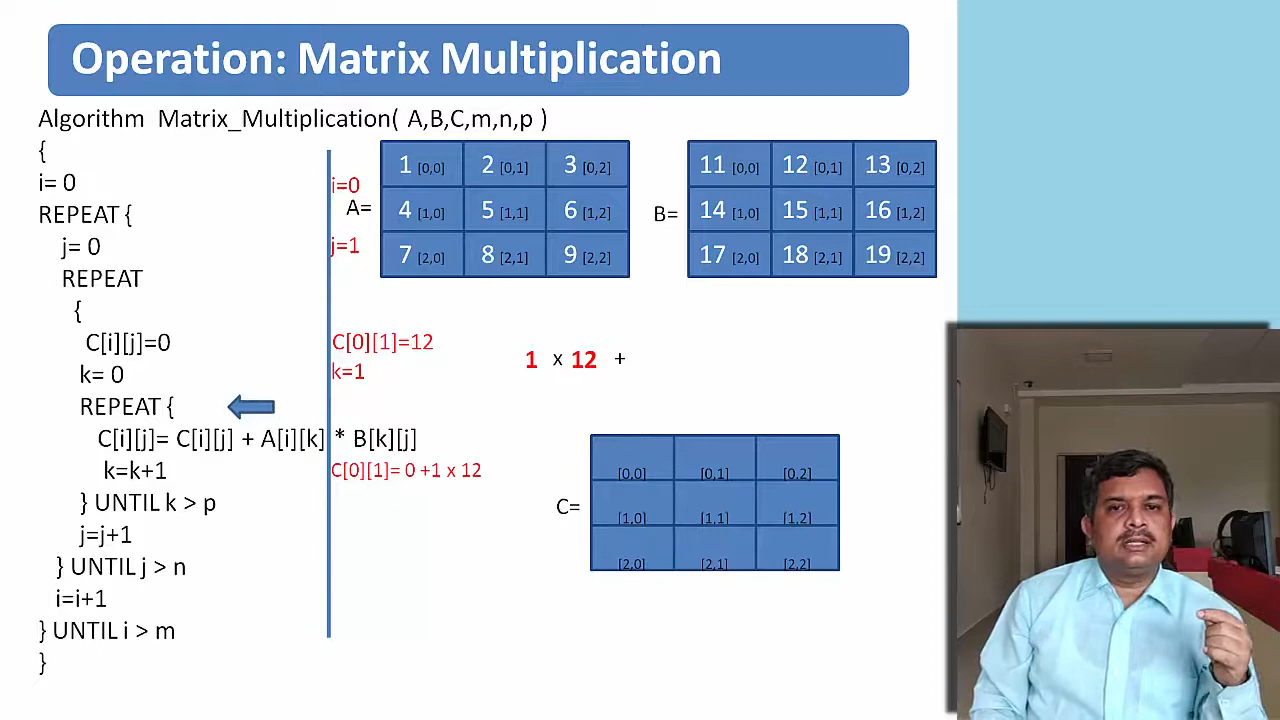 Operation: Matrix Multiplication
Algorithm Matrix_Multiplication( A,B,C,m,n,p )
{
i= 0
REPEAT {
j= 0
REPEAT
{
C[i][j]=0
k= 0
REPEAT {
C[i][j]= C[i][j] + A[i][k] * B[k][j]
k=k+1
} UNTIL k > p
j=j+1
} UNTIL j > n
i=i+1
} UNTIL i > m
}
i=0
j=1
C[0][1]=12
k=1
C[0][1]= 0 +1 x 12
A=
1 [0,0] 2 [0,1] 3 [0,2]
4 [1,0] 5 [1,1] 6 [1,2]
7 [2,0] 8 [2,1] 9 [2,2]
B=
11 [0,0] 12 [0,1] 13 [0,2]
14 [1,0] 15 [1,1] 16 [1,2]
17 [2,0] 18 [2,1] 19 [2,2]
1 x 12 +
C=
[0,0] [0,1] [0,2]
[1,0] [1,1] [1,2]
[2,0] [2,1] [2,2]